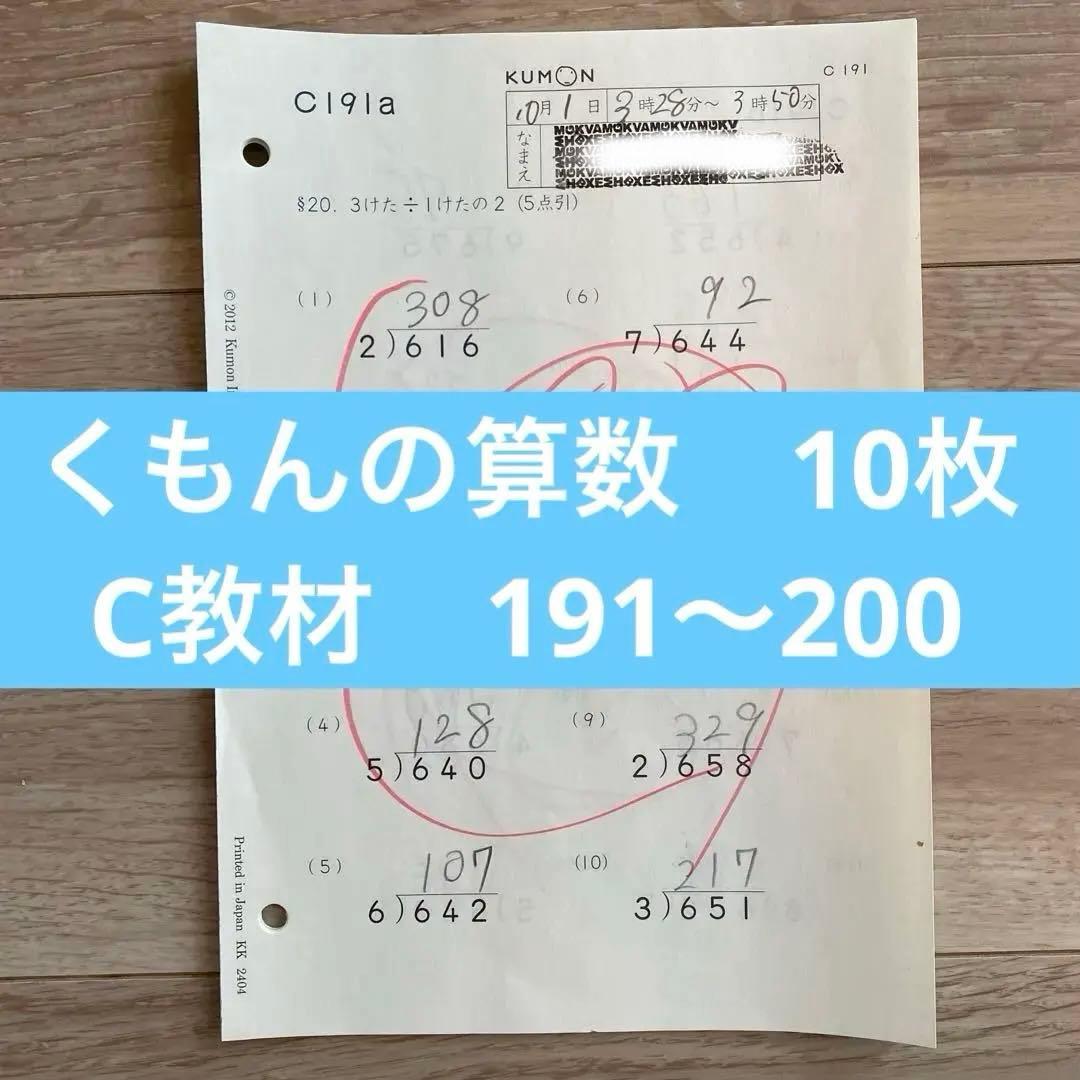 KUMON
C 191
C191a
10月1日 3時28分～3時50分
なまえ
§20. 3けた÷1けたの2 (5点引)
(1) 308
2)616
(6) 92
7)644
くもんの算数 10枚
C教材 191～200
(4) 128
5)640
(9) 329
2)658
(5) 107
6)642
(10) 217
3)651
© 2012 Kumon
Printed in Japan KK 2404